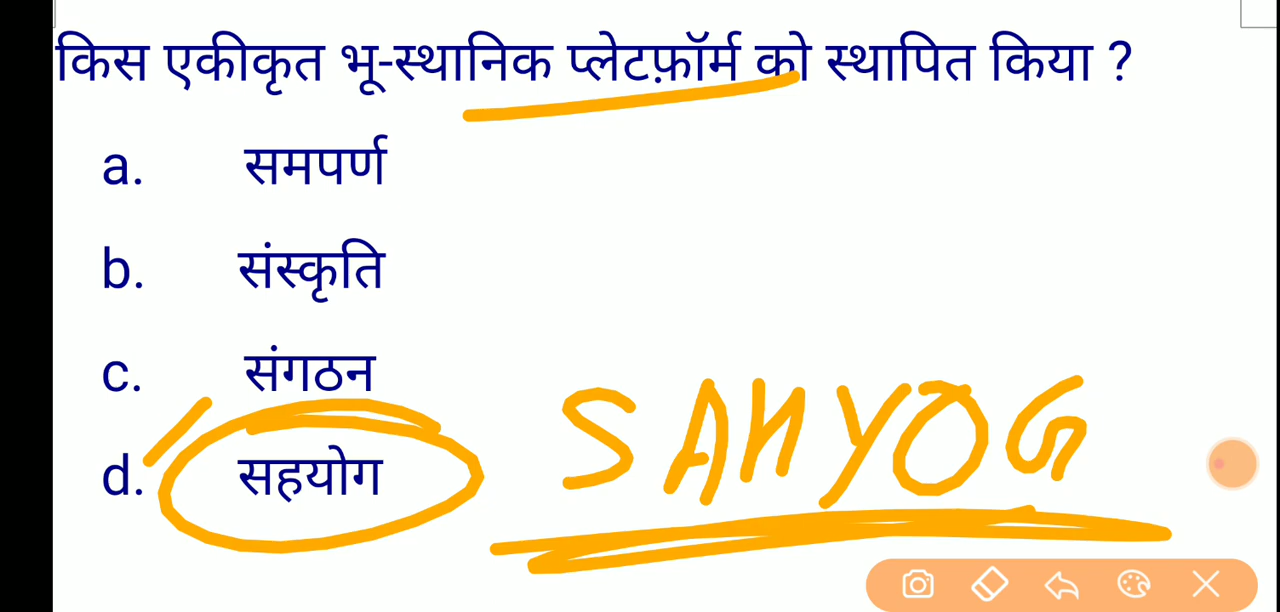 किस एकीकृत भू-स्थानिक प्लेटफ़ॉर्म को स्थापित किया ?
a. समपर्ण
b. संस्कृति
c. संगठन
d. सहयोग
SAHYOG